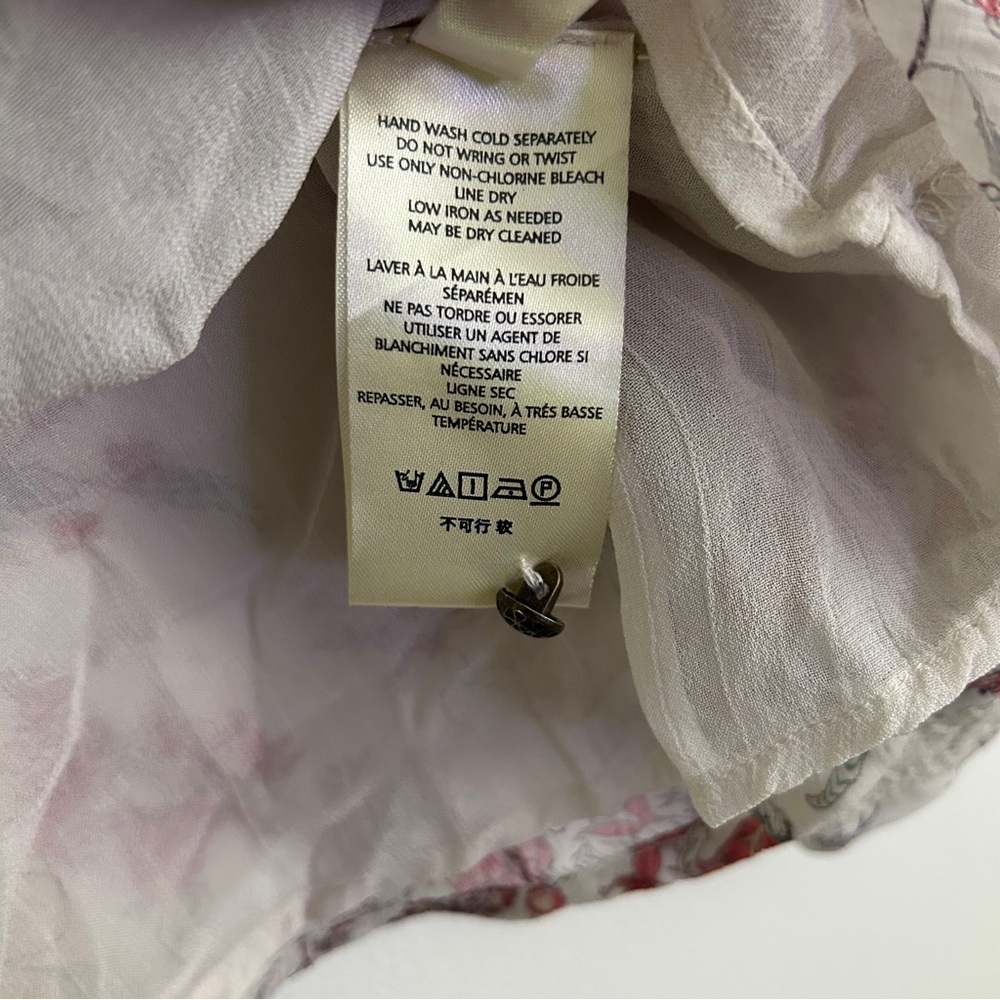 HAND WASH COLD SEPARATELY
DO NOT WRING OR TWIST
USE ONLY NON-CHLORINE BLEACH
LINE DRY
LOW IRON AS NEEDED
MAY BE DRY CLEANED
LAVER À LA MAIN À L'EAU FROIDE
SÉPARÉMEN
NE PAS TORDRE OU ESSORER
UTILISER UN AGENT DE
BLANCHIMENT SANS CHLORE SI
NÉCESSAIRE
LIGNE SEC
REPASSER, AU BESOIN, À TRÉS BASSE
TEMPÉRATURE
P
不可行 软